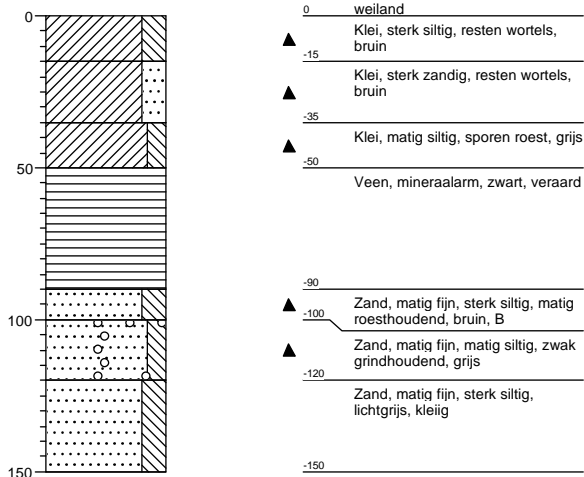 0
50
100
150
0
weiland
Klei, sterk siltig, resten wortels,
bruin
-15
Klei, sterk zandig, resten wortels,
bruin
-35
Klei, matig siltig, sporen roest, grijs
-50
Veen, mineraalarm, zwart, veraard
-90
Zand, matig fijn, sterk siltig, matig
roesthoudend, bruin, B
-100
Zand, matig fijn, matig siltig, zwak
grindhoudend, grijs
-120
Zand, matig fijn, sterk siltig,
lichtgrijs, kleiig
-150